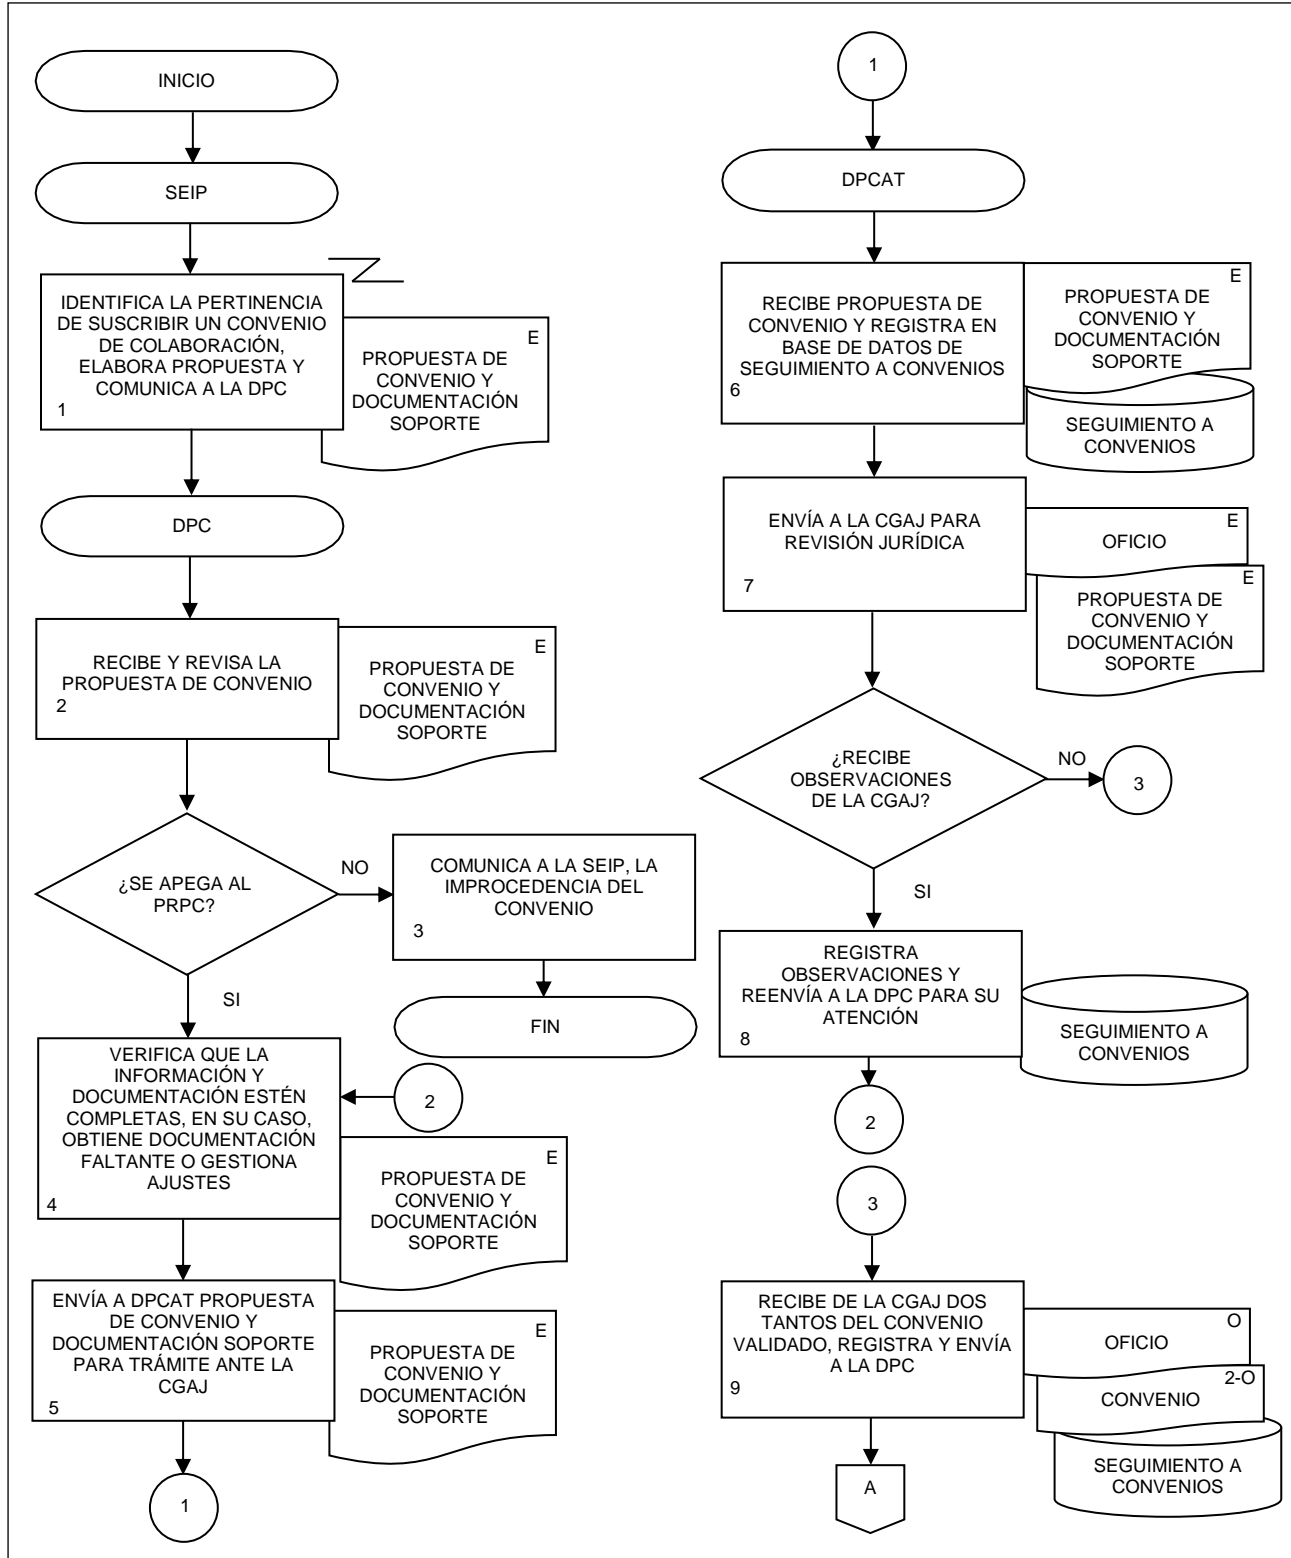 INICIO
SEIP
IDENTIFICA LA PERTINENCIA
DE SUSCRIBIR UN CONVENIO
DE COLABORACIÓN,
ELABORA PROPUESTA Y
COMUNICA A LA DPC
1
E
PROPUESTA DE
CONVENIO Y
DOCUMENTACIÓN
SOPORTE
DPC
RECIBE Y REVISA LA
PROPUESTA DE CONVENIO
2
E
PROPUESTA DE
CONVENIO Y
DOCUMENTACIÓN
SOPORTE
¿SE APEGA AL
PRPC?
NO
COMUNICA A LA SEIP, LA
IMPROCEDENCIA DEL
CONVENIO
3
FIN
SI
VERIFICA QUE LA
INFORMACIÓN Y
DOCUMENTACIÓN ESTÉN
COMPLETAS, EN SU CASO,
OBTIENE DOCUMENTACIÓN
FALTANTE O GESTIONA
AJUSTES
4
2
E
PROPUESTA DE
CONVENIO Y
DOCUMENTACIÓN
SOPORTE
ENVÍA A DPCAT PROPUESTA
DE CONVENIO Y
DOCUMENTACIÓN SOPORTE
PARA TRÁMITE ANTE LA
CGAJ
5
E
PROPUESTA DE
CONVENIO Y
DOCUMENTACIÓN
SOPORTE
1
1
DPCAT
RECIBE PROPUESTA DE
CONVENIO Y REGISTRA EN
BASE DE DATOS DE
SEGUIMIENTO A CONVENIOS
6
E
PROPUESTA DE
CONVENIO Y
DOCUMENTACIÓN
SOPORTE
SEGUIMIENTO A
CONVENIOS
ENVÍA A LA CGAJ PARA
REVISIÓN JURÍDICA
7
E
OFICIO
E
PROPUESTA DE
CONVENIO Y
DOCUMENTACIÓN
SOPORTE
¿RECIBE
OBSERVACIONES
DE LA CGAJ?
NO
3
SI
REGISTRA
OBSERVACIONES Y
REENVÍA A LA DPC PARA SU
ATENCIÓN
8
SEGUIMIENTO A
CONVENIOS
2
3
RECIBE DE LA CGAJ DOS
TANTOS DEL CONVENIO
VALIDADO, REGISTRA Y ENVÍA
A LA DPC
9
O
OFICIO
2-O
CONVENIO
SEGUIMIENTO A
CONVENIOS
A